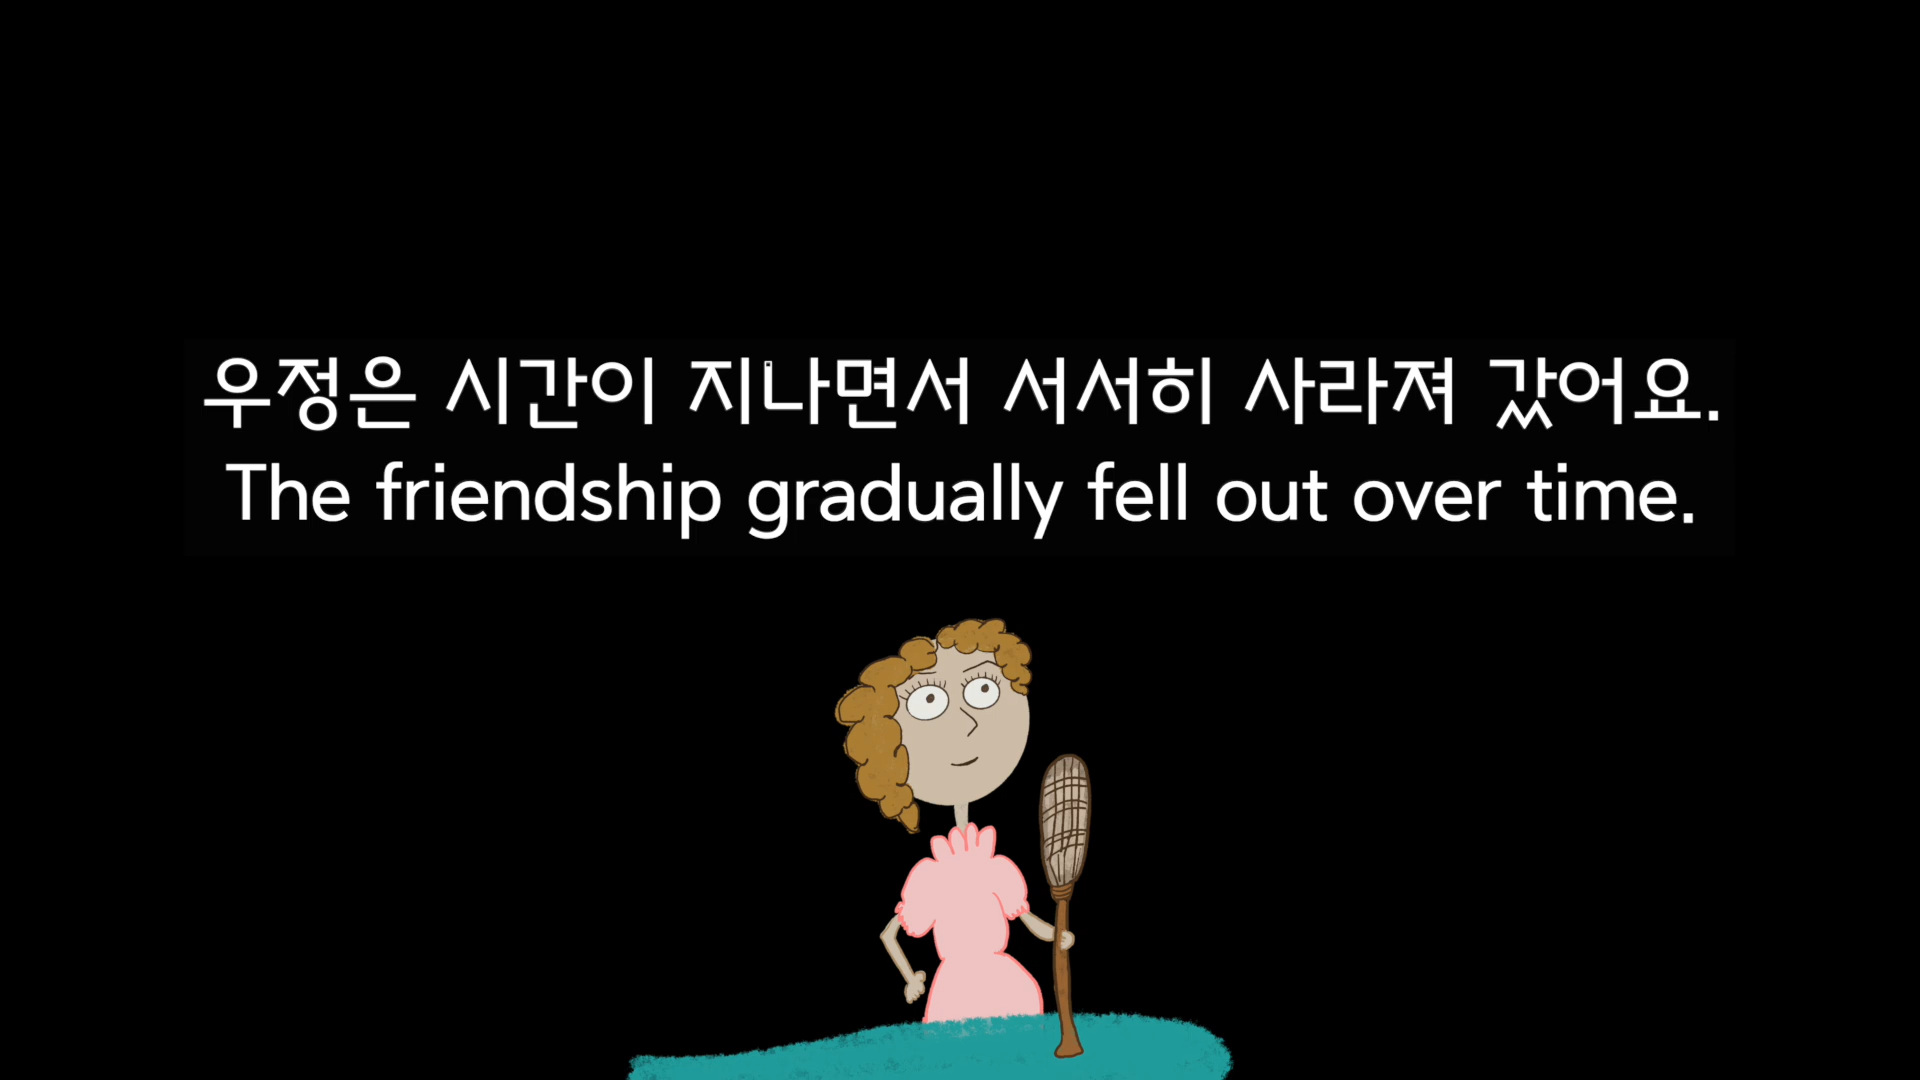 우정은 시간이 지나면서 서서히 사라져 갔어요.
The friendship gradually fell out over time.